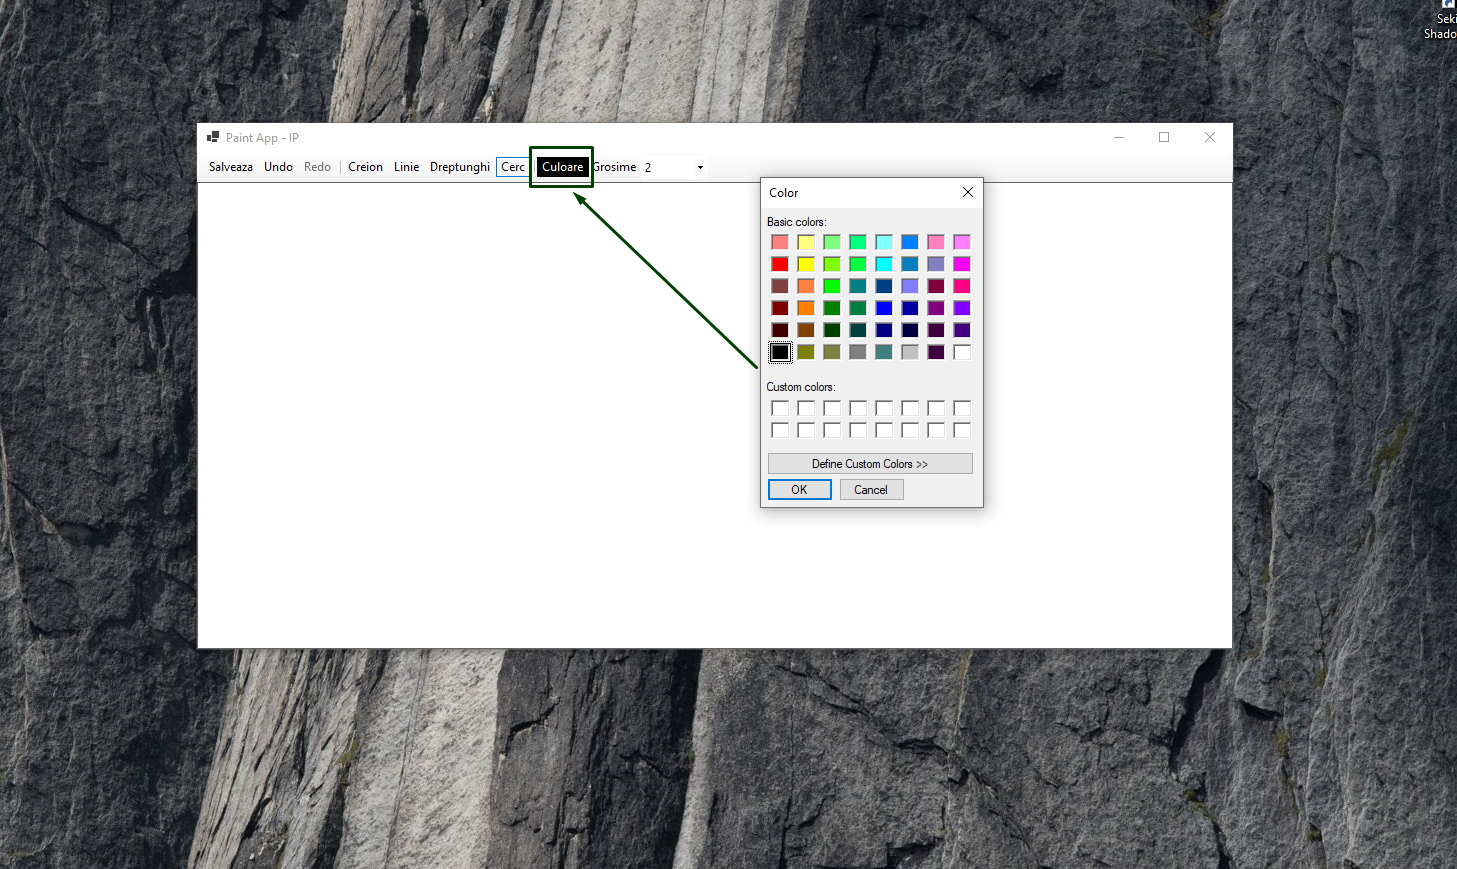 Seki
Shado
Paint App - IP
Salveaza Undo Redo Creion Linie Dreptunghi Cerc Culoare Grosime 2
Color
Basic colors:
Custom colors:
Define Custom Colors >>
OK Cancel